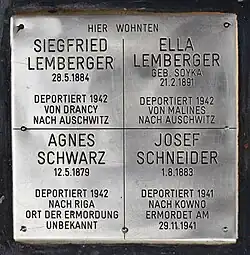 HIER WOHNTEN
SIEGFRIED
LEMBERGER
28.5.1884
DEPORTIERT 1942
VON DRANCY
NACH AUSCHWITZ
ELLA
LEMBERGER
GEB. SOYKA
21.2.1891
DEPORTIERT 1942
VON MALINES
NACH AUSCHWITZ
AGNES
SCHWARZ
12.5.1879
DEPORTIERT 1942
NACH RIGA
ORT DER ERMORDUNG
UNBEKANNT
JOSEF
SCHNEIDER
1.8.1883
DEPORTIERT 1941
NACH KOWNO
ERMORDET AM
29.11.1941